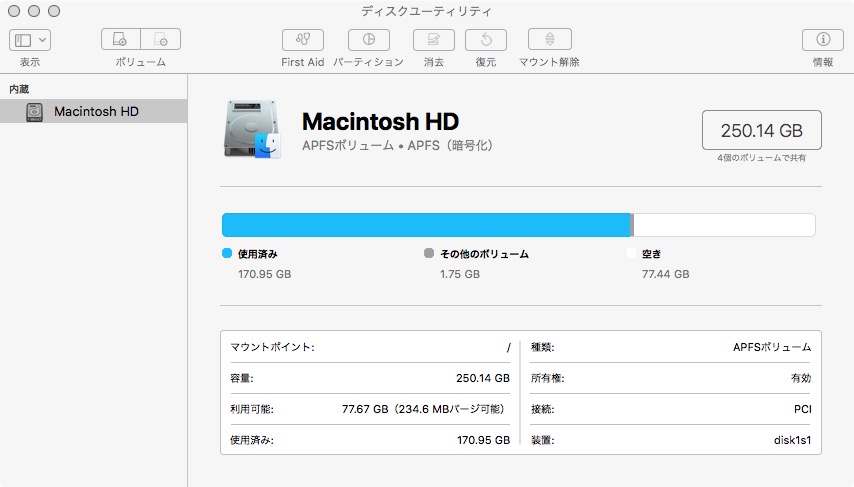 ディスクユーティリティ
表示
ボリューム
First Aid
パーティション
消去
復元
マウント解除
情報
内蔵
Macintosh HD
Macintosh HD
APFSボリューム • APFS（暗号化）
250.14 GB
4個のボリュームで共有
使用済み
170.95 GB
その他のボリューム
1.75 GB
空き
77.44 GB
マウントポイント: /
容量: 250.14 GB
利用可能: 77.67 GB（234.6 MBパージ可能）
使用済み: 170.95 GB
種類: APFSボリューム
所有権: 有効
接続: PCI
装置: disk1s1